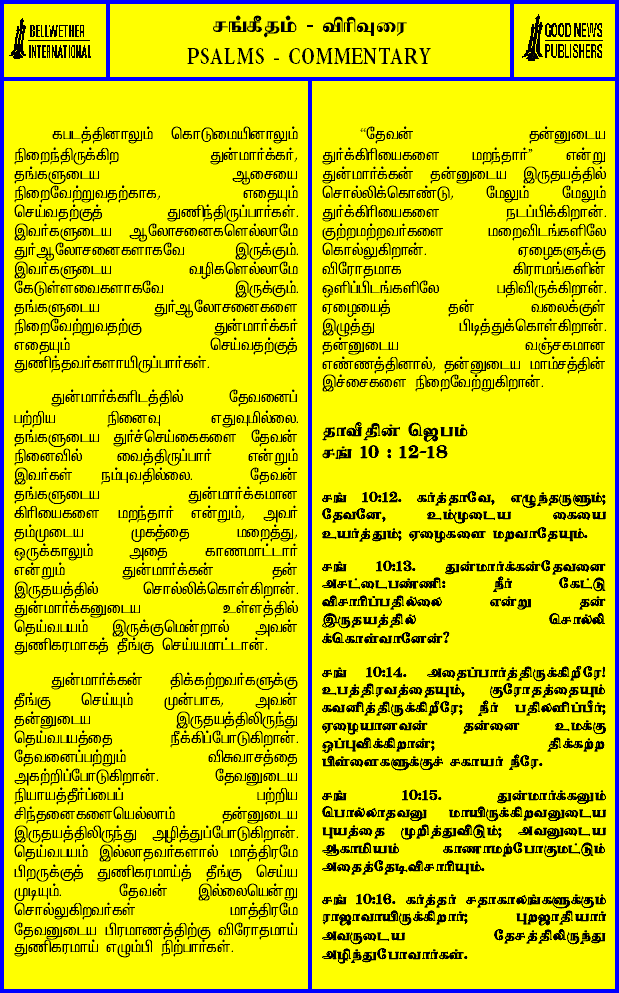 BELLWETHER
INTERNATIONAL
சங்கீதம் - விரிவுரை
PSALMS - COMMENTARY
GOOD NEWS
PUBLISHERS
கபடத்தினாலும் கொடுமையினாலும்
நிறைந்திருக்கிற துன்மார்க்கர்,
தங்களுடைய ஆசையை
நிறைவேற்றுவதற்காக, எதையும்
செய்வதற்குத் துணிந்திருப்பார்கள்.
இவர்களுடைய ஆலோசனைகளெல்லாமே
துர்ஆலோசனைகளாகவே இருக்கும்.
இவர்களுடைய வழிகளெல்லாமே
கேடுள்ளவைகளாகவே இருக்கும்.
தங்களுடைய துர்ஆலோசனைகளை
நிறைவேற்றுவதற்கு துன்மார்க்கர்
எதையும் செய்வதற்குத்
துணிந்தவர்களாயிருப்பார்கள்.
துன்மார்க்கரிடத்தில் தேவனைப்
பற்றிய நினைவு எதுவுமில்லை.
தங்களுடைய துர்ச்செய்கைகளை தேவன்
நினைவில் வைத்திருப்பார் என்றும்
இவர்கள் நம்புவதில்லை. தேவன்
தங்களுடைய துன்மார்க்கமான
கிரியைகளை மறந்தார் என்றும், அவர்
தம்முடைய முகத்தை மறைத்து,
ஒருக்காலும் அதை காணமாட்டார்
என்றும் துன்மார்க்கன் தன்
இருதயத்தில் சொல்லிக்கொள்கிறான்.
துன்மார்க்கனுடைய உள்ளத்தில்
தெய்வபயம் இருக்குமென்றால் அவன்
துணிகரமாகத் தீங்கு செய்யமாட்டான்.
துன்மார்க்கன் திக்கற்றவர்களுக்கு
தீங்கு செய்யும் முன்பாக, அவன்
தன்னுடைய இருதயத்திலிருந்து
தெய்வபயத்தை நீக்கிப்போடுகிறான்.
தேவனைப்பற்றும் விசுவாசத்தை
அகற்றிப்போடுகிறான். தேவனுடைய
நியாயத்தீர்ப்பைப் பற்றிய
சிந்தனைகளையெல்லாம் தன்னுடைய
இருதயத்திலிருந்து அழித்துப்போடுகிறான்.
தெய்வபயம் இல்லாதவர்களால் மாத்திரமே
பிறருக்குத் துணிகரமாய்த் தீங்கு செய்ய
முடியும். தேவன் இல்லையென்று
சொல்லுகிறவர்கள் மாத்திரமே
தேவனுடைய பிரமாணத்திற்கு விரோதமாய்
துணிகரமாய் எழும்பி நிற்பார்கள்.
“தேவன் தன்னுடைய
துர்க்கிரியைகளை மறந்தார்” என்று
துன்மார்க்கன் தன்னுடைய இருதயத்தில்
சொல்லிக்கொண்டு, மேலும் மேலும்
துர்க்கிரியைகளை நடப்பிக்கிறான்.
குற்றமற்றவர்களை மறைவிடங்களிலே
கொல்லுகிறான். ஏழைகளுக்கு
விரோதமாக கிராமங்களின்
ஒளிப்பிடங்களிலே பதிவிருக்கிறான்.
ஏழையைத் தன் வலைக்குள்
இழுத்து பிடித்துக்கொள்கிறான்.
தன்னுடைய வஞ்சகமான
எண்ணத்தினால், தன்னுடைய மாம்சத்தின்
இச்சைகளை நிறைவேற்றுகிறான்.
தாவீதின் ஜெபம்
சங் 10 : 12-18
சங் 10:12. கர்த்தாவே, எழுந்தருளும்;
தேவனே, உம்முடைய கையை
உயர்த்தும்; ஏழைகளை மறவாதேயும்.
சங் 10:13. துன்மார்க்கன்தேவனை
அசட்டைபண்ணி: நீர் கேட்டு
விசாரிப்பதில்லை என்று தன்
இருதயத்தில் சொல்லி
க்கொள்வானேன்?
சங் 10:14. அதைப்பார்த்திருக்கிறீரே!
உபத்திரவத்தையும், குரோதத்தையும்
கவனித்திருக்கிறீரே; நீர் பதிலளிப்பீர்;
ஏழையானவன் தன்னை உமக்கு
ஒப்புவிக்கிறான்; திக்கற்ற
பிள்ளைகளுக்குச் சகாயர் நீரே.
சங் 10:15. துன்மார்க்கனும்
பொல்லாதவனு மாயிருக்கிறவனுடைய
புயத்தை முறித்துவிடும்; அவனுடைய
ஆகாமியம் காணாமற்போகுமட்டும்
அதைத்தேடிவிசாரியும்.
சங் 10:16. கர்த்தர் சதாகாலங்களுக்கும்
ராஜாவாயிருக்கிறார்; புறஜாதியார்
அவருடைய தேசத்திலிருந்து
அழிந்துபோவார்கள்.